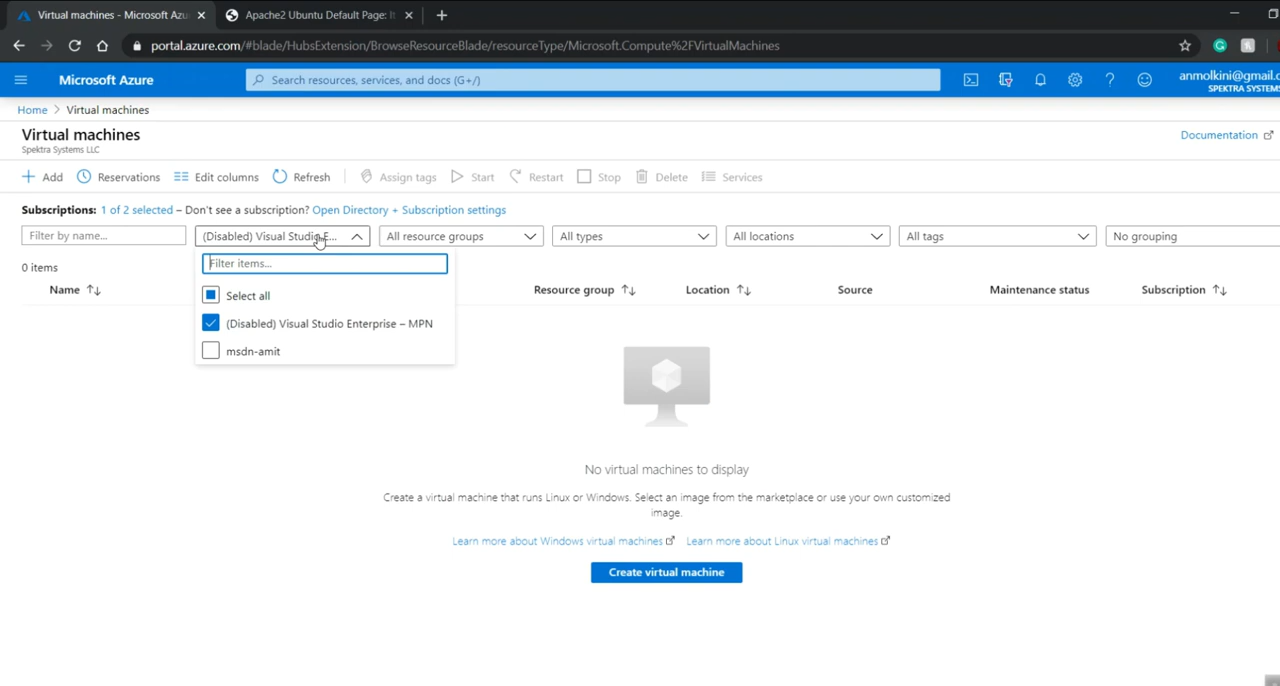 Virtual machines - Microsoft Azu
Apache2 Ubuntu Default Page: It
portal.azure.com/#blade/HubsExtension/BrowseResourceBlade/resourceType/Microsoft.Compute%2FVirtualMachines
Microsoft Azure
Search resources, services, and docs (G+/)
anmolkini@gmail.c
SPEKTRA SYSTEMS
Home > Virtual machines
Virtual machines
Spektra Systems LLC
Documentation
Add Reservations Edit columns Refresh Assign tags Start Restart Stop Delete Services
Subscriptions: 1 of 2 selected – Don't see a subscription? Open Directory + Subscription settings
Filter by name... (Disabled) Visual Studio E... All resource groups All types All locations All tags No grouping
Filter items...
0 items
Name Resource group Location Source Maintenance status Subscription
Select all
(Disabled) Visual Studio Enterprise – MPN
msdn-amit
No virtual machines to display
Create a virtual machine that runs Linux or Windows. Select an image from the marketplace or use your own customized
image.
Learn more about Windows virtual machines Learn more about Linux virtual machines
Create virtual machine